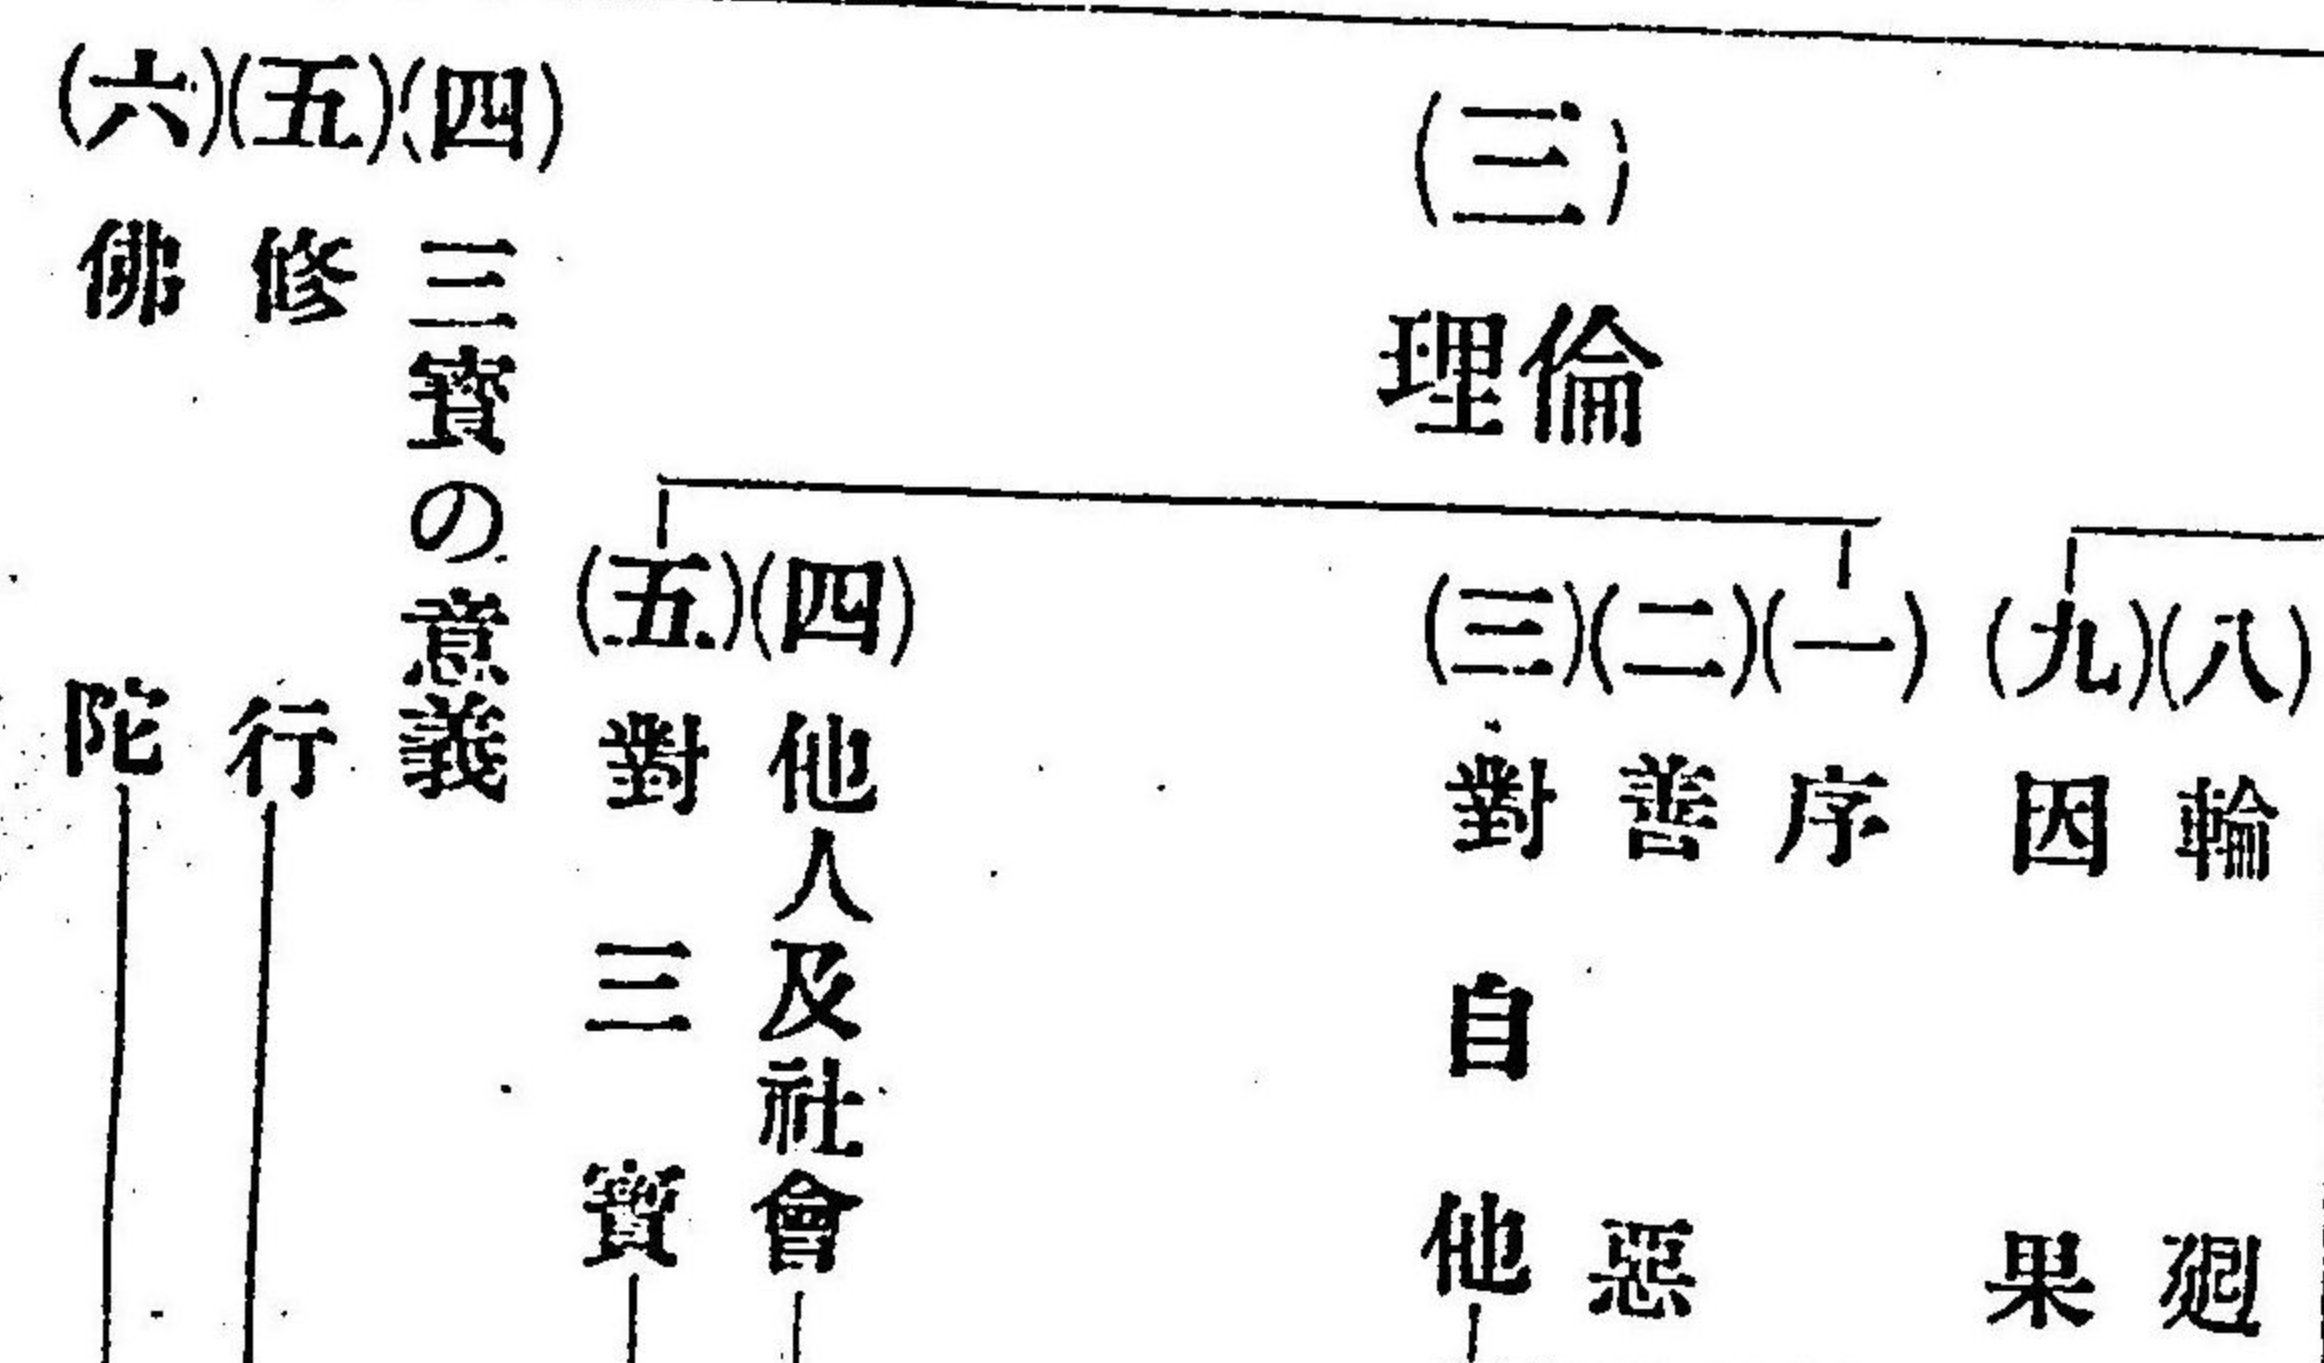 (八)輪廻
(九)因果
(三)倫理
(一)序
(二)善惡
(三)對自他
(四)他人及社會
(五)對三寶
(四)三寶の意義
(五)修行
(六)佛陀